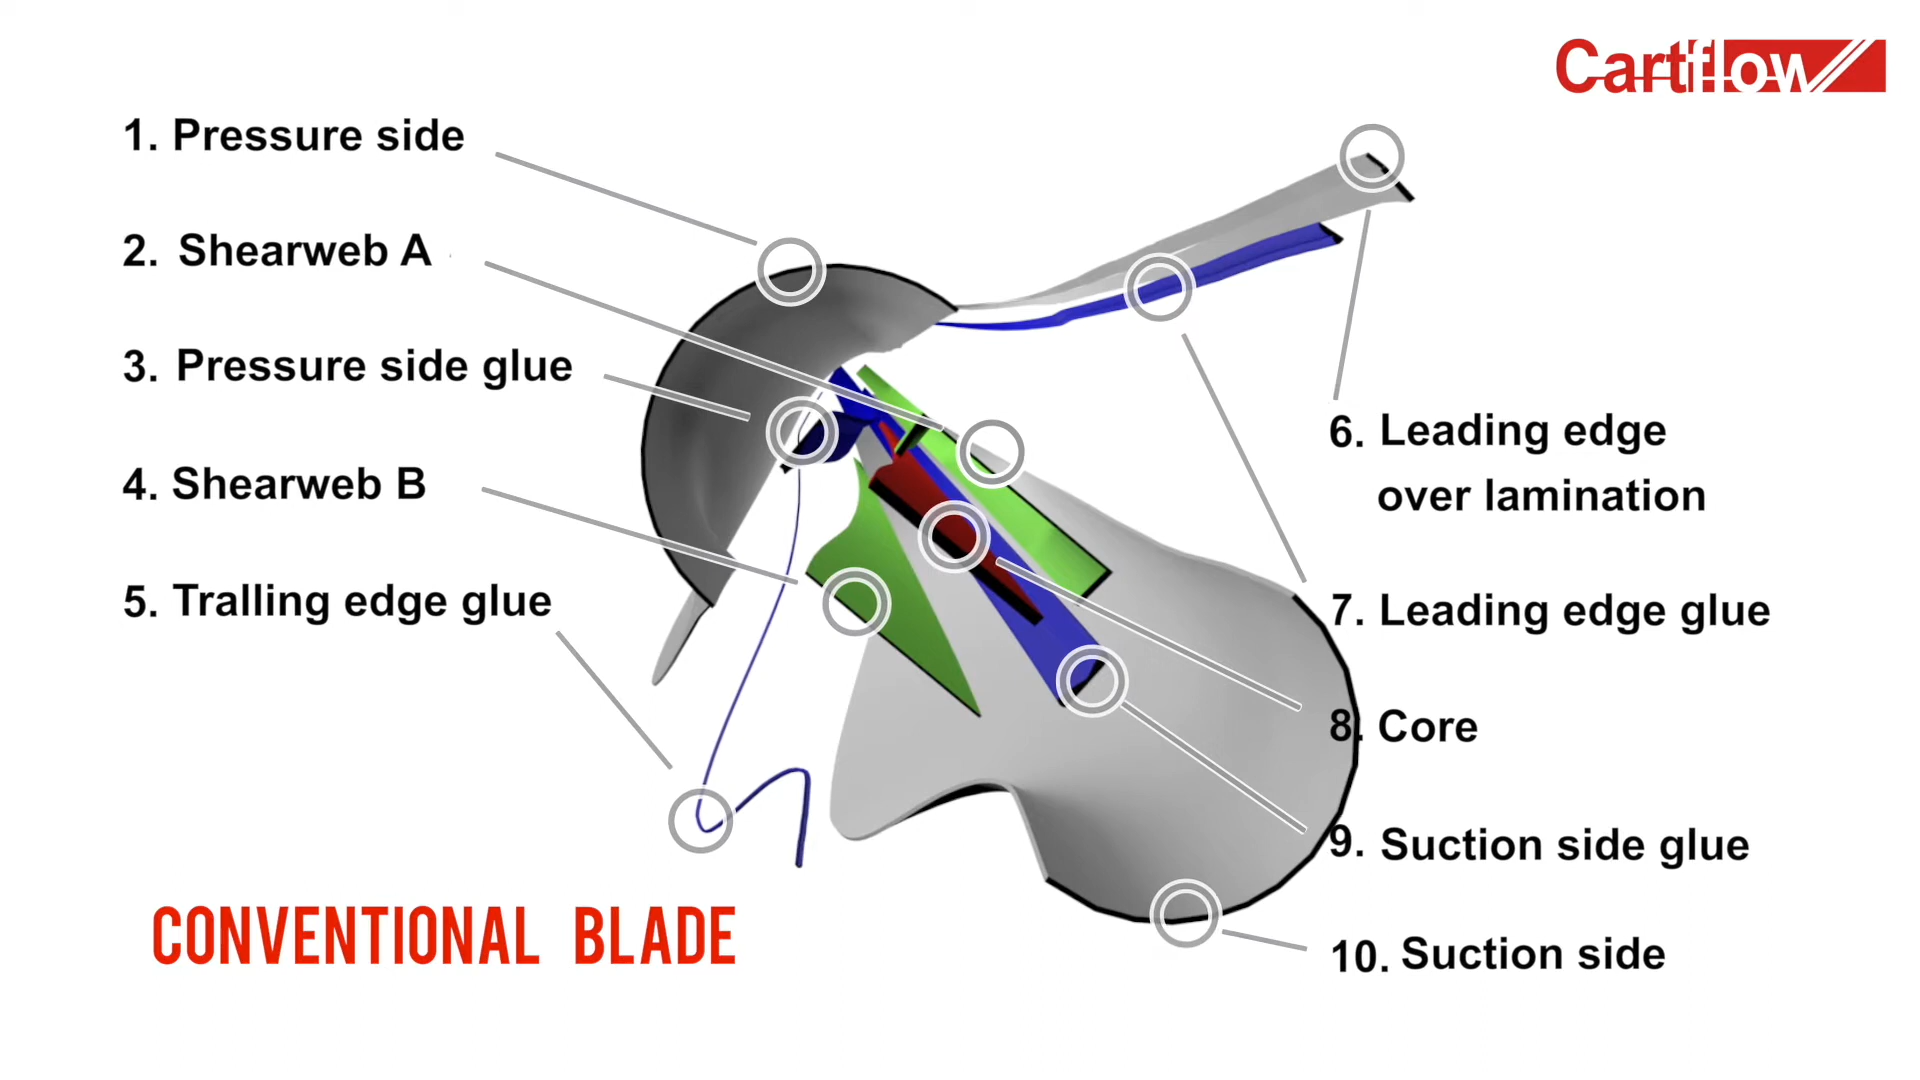 Cartflow
1. Pressure side
2. Shearweb A
3. Pressure side glue
4. Shearweb B
5. Tralling edge glue
6. Leading edge
over lamination
7. Leading edge glue
8. Core
9. Suction side glue
10. Suction side
CONVENTIONAL BLADE